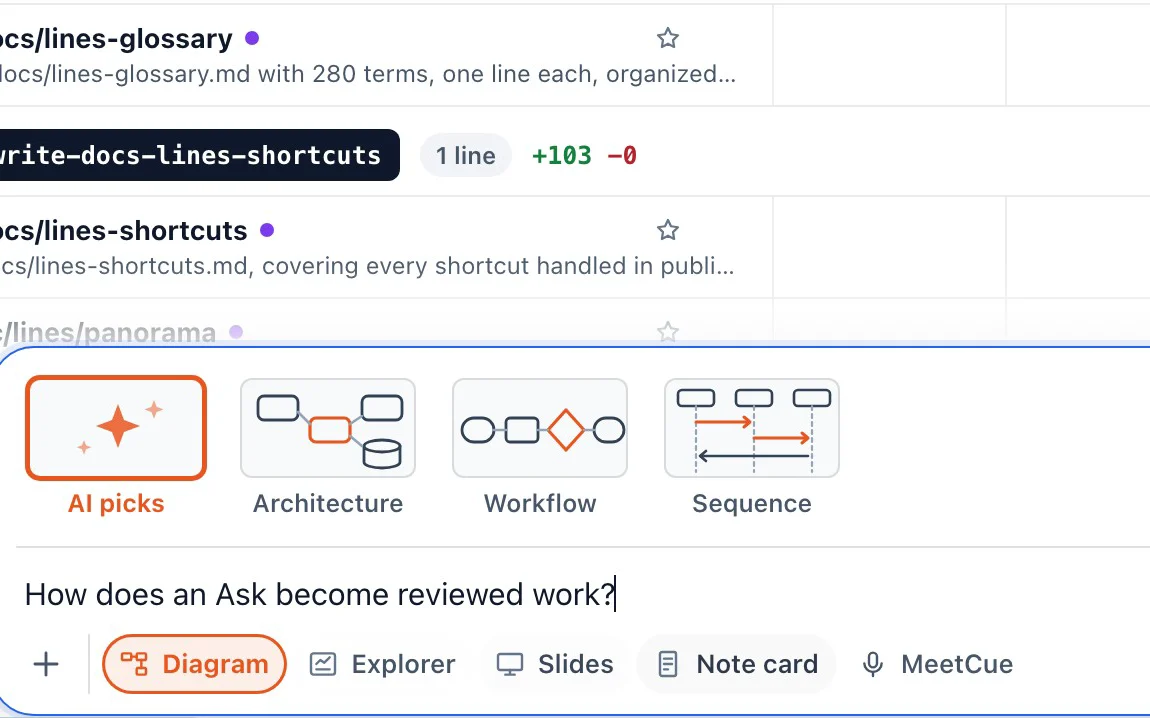 ocs/lines-glossary
docs/lines-glossary.md with 280 terms, one line each, organized...
write-docs-lines-shortcuts 1 line +103 −0
ocs/lines-shortcuts
cs/lines-shortcuts.md, covering every shortcut handled in publi...
c/lines/panorama
AI picks Architecture Workflow Sequence
How does an Ask become reviewed work?
Diagram Explorer Slides Note card MeetCue